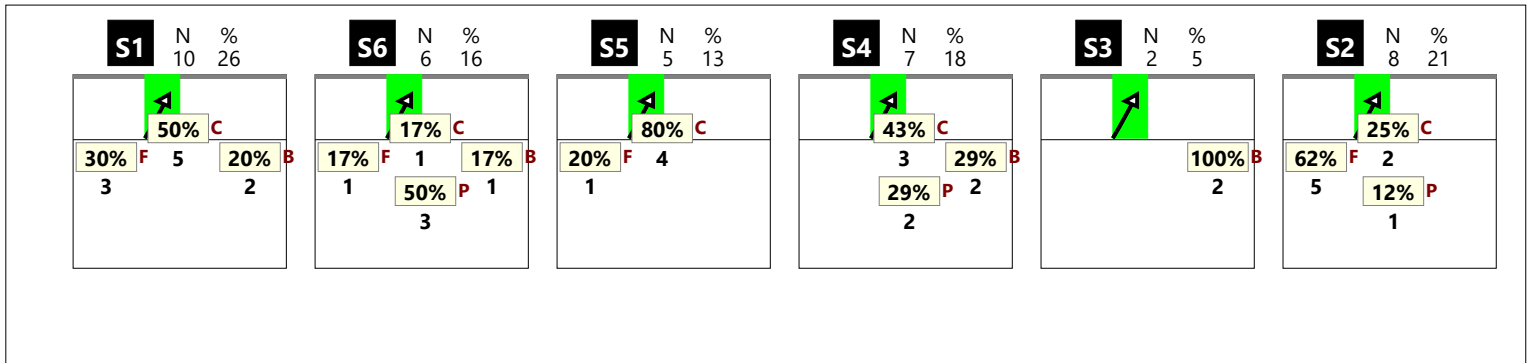 S1 N % 10 26
50% C
5
30% F
3
20% B
2
S6 N % 6 16
17% C
1
17% F
1
17% B
1
50% P
3
S5 N % 5 13
80% C
4
20% F
1
S4 N % 7 18
43% C
3
29% B
2
29% P
2
S3 N % 2 5
100% B
2
S2 N % 8 21
25% C
2
62% F
5
12% P
1